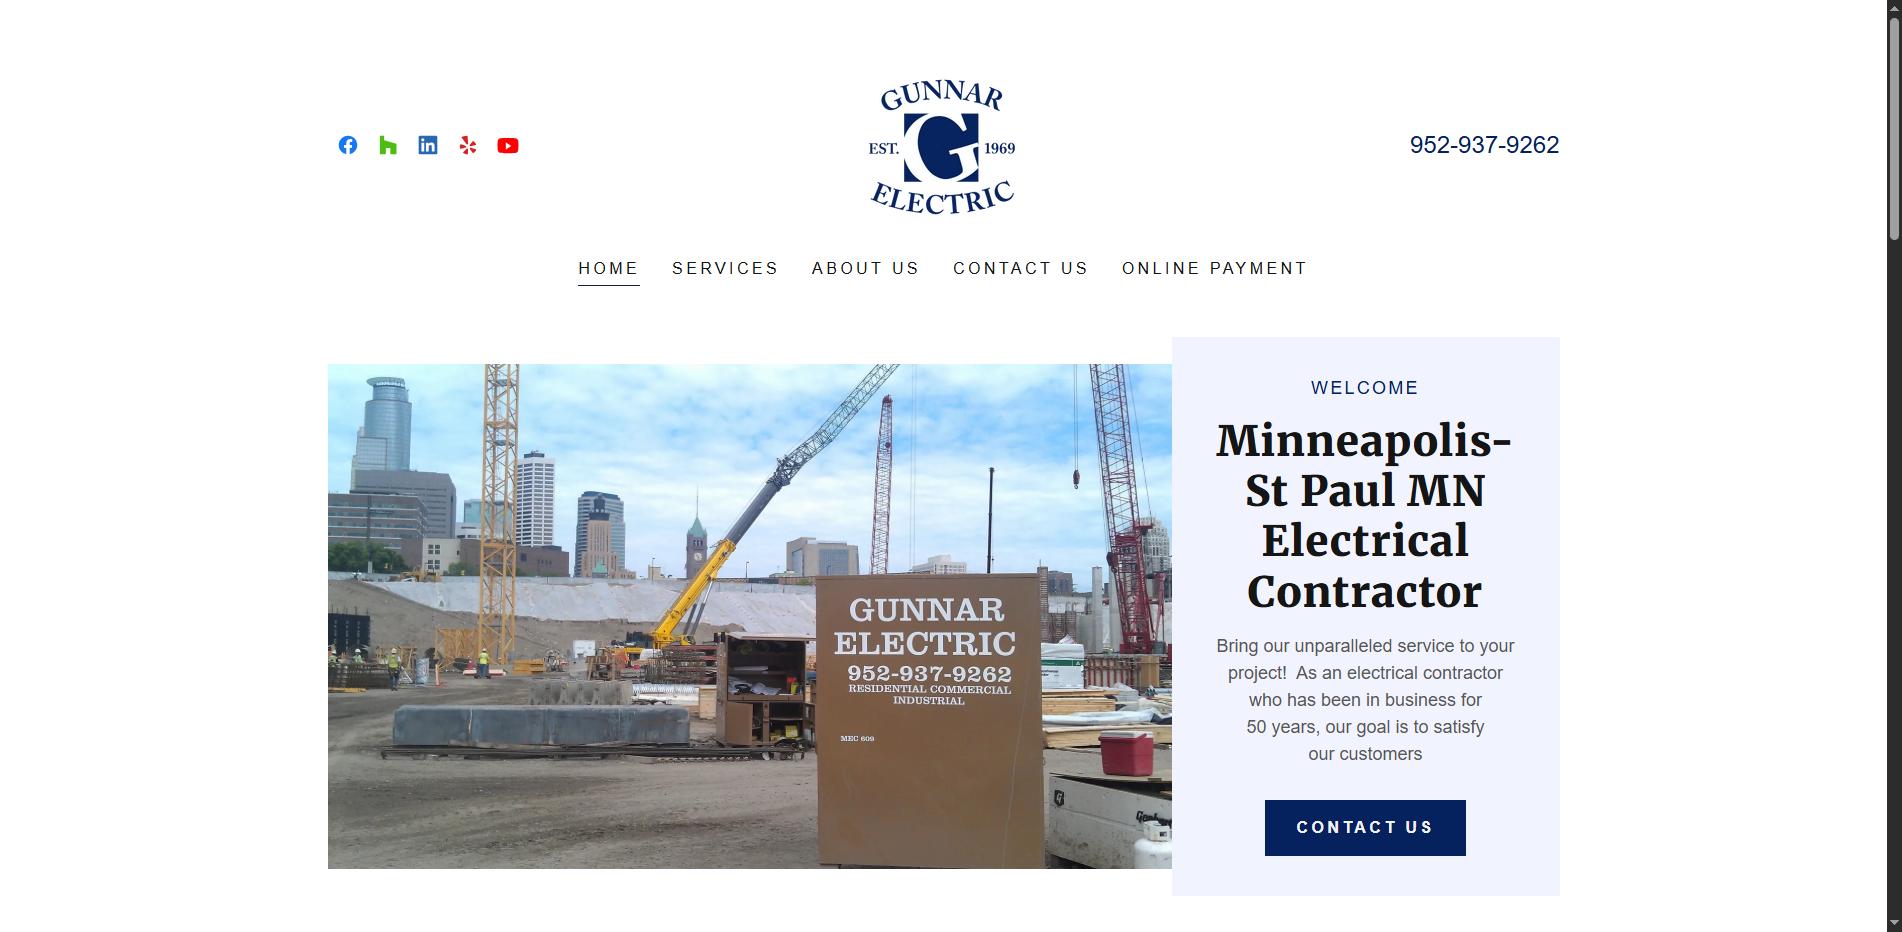 GUNNAR
EST. G 1969
ELECTRIC
952-937-9262
HOME SERVICES ABOUT US CONTACT US ONLINE PAYMENT
GUNNAR
ELECTRIC
952-937-9262
RESIDENTIAL COMMERCIAL
INDUSTRIAL
MEC 609
WELCOME
Minneapolis-
St Paul MN
Electrical
Contractor
Bring our unparalleled service to your
project!  As an electrical contractor
who has been in business for
50 years, our goal is to satisfy
our customers
CONTACT US